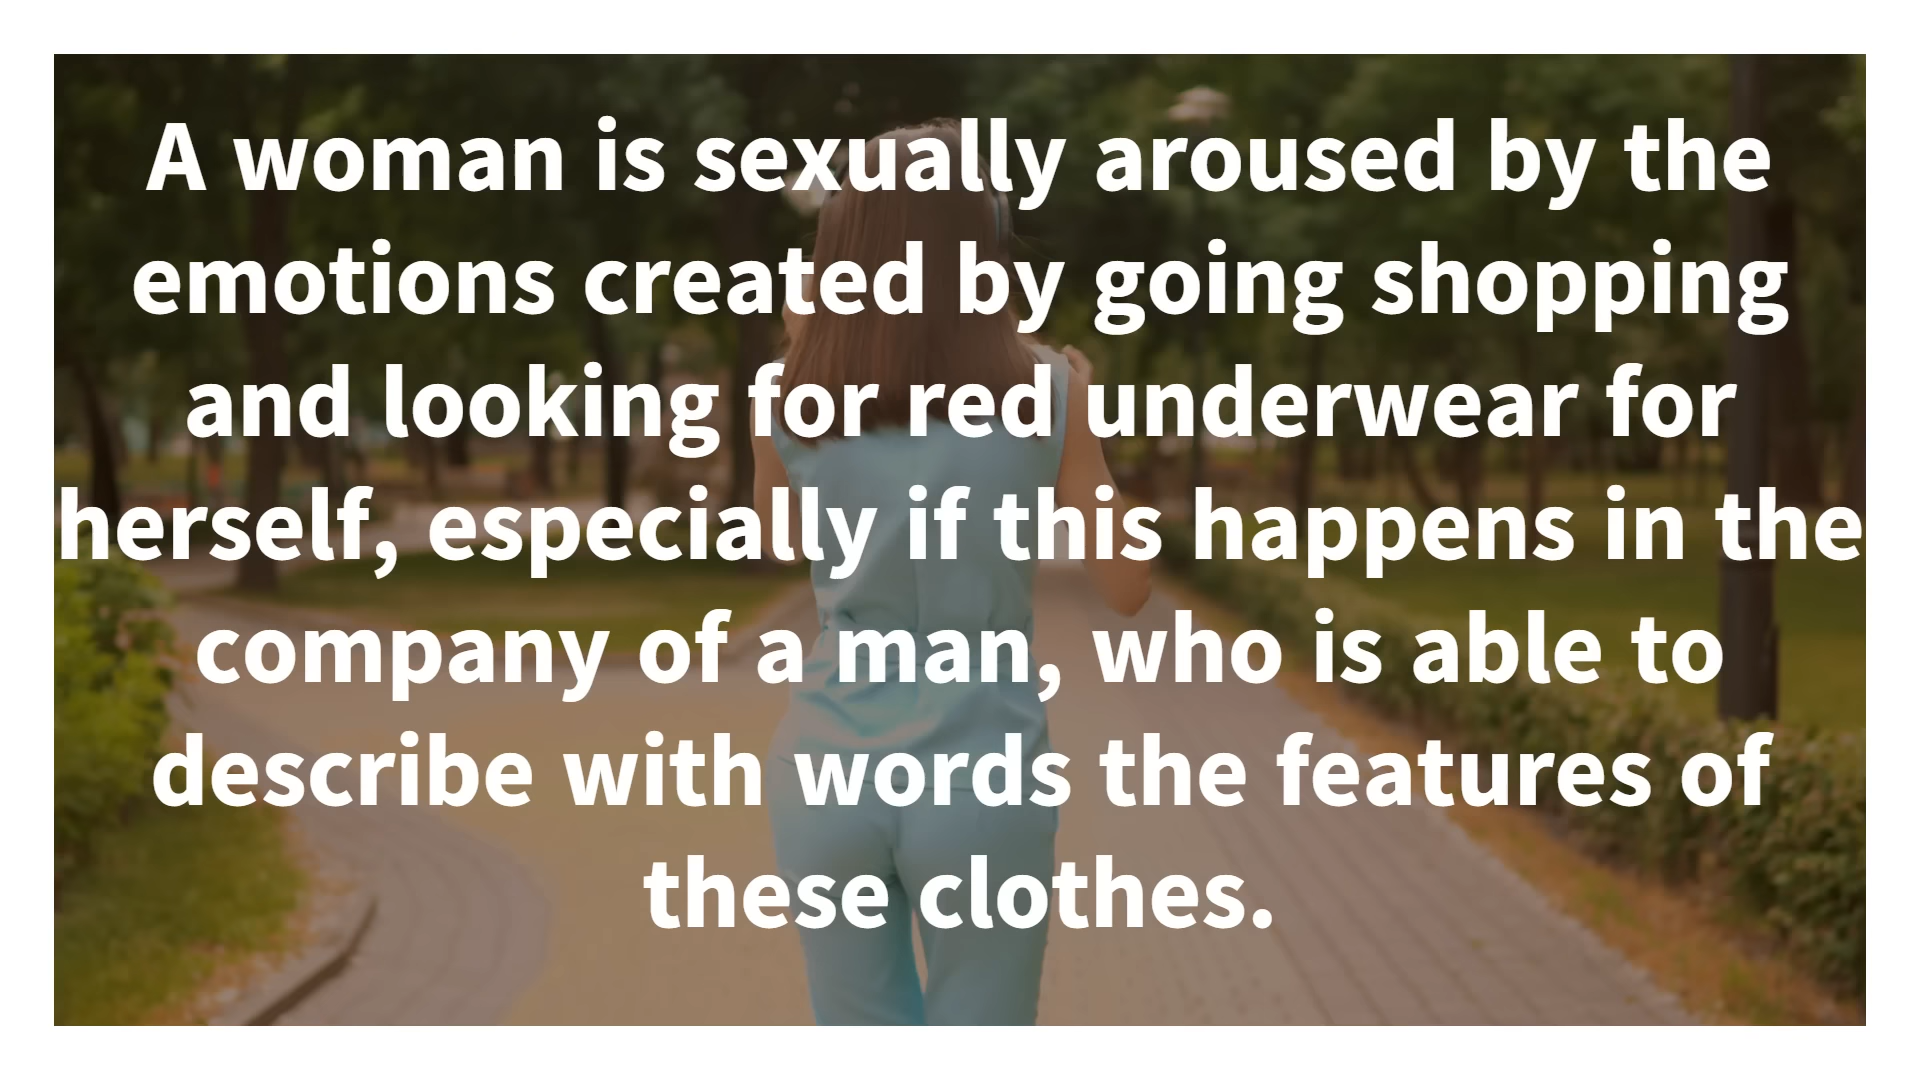 A woman is sexually aroused by the
emotions created by going shopping
and looking for red underwear for
herself, especially if this happens in the
company of a man, who is able to
describe with words the features of
these clothes.